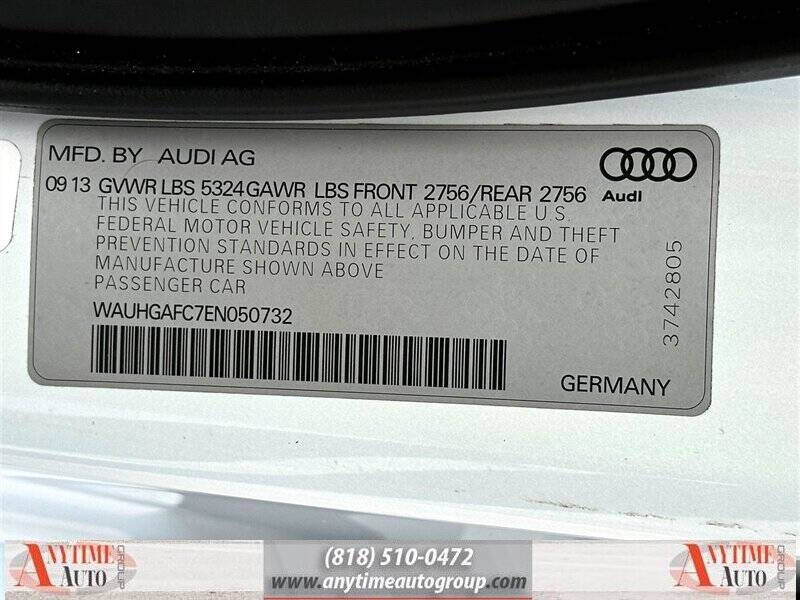 MFD. BY AUDI AG
09 13 GVWR LBS 5324 GAWR LBS FRONT 2756/REAR 2756
Audi
THIS VEHICLE CONFORMS TO ALL APPLICABLE U.S.
FEDERAL MOTOR VEHICLE SAFETY, BUMPER AND THEFT
PREVENTION STANDARDS IN EFFECT ON THE DATE OF
MANUFACTURE SHOWN ABOVE
PASSENGER CAR
WAUHGAFC7EN050732
3742805
GERMANY
ANYTIME
AUTO
GROUP
(818) 510-0472
www.anytimeautogroup.com
ANYTIME
AUTO
GROUP